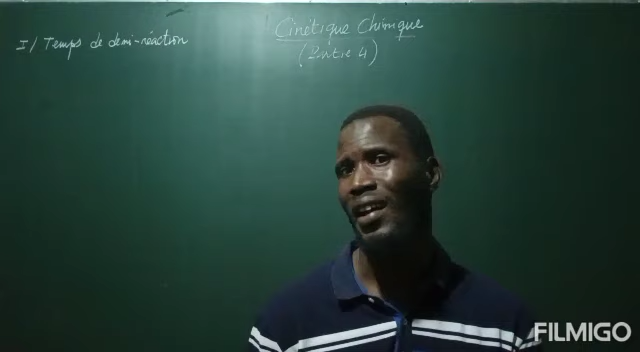 Cinétique Chimique
(Partie 4)
I/ Temps de demi-réaction
FILMIGO